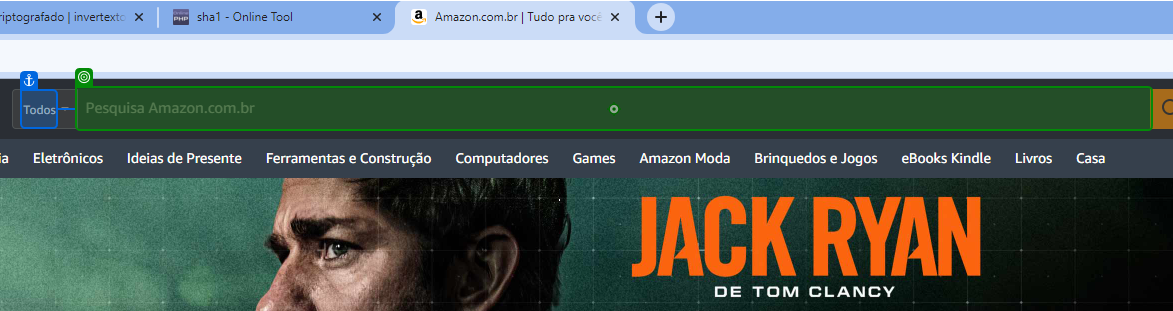 riptografado | invertexto
sha1 - Online Tool
Amazon.com.br | Tudo pra você
Todos
Pesquisa Amazon.com.br
ia Eletrônicos Ideias de Presente Ferramentas e Construção Computadores Games Amazon Moda Brinquedos e Jogos eBooks Kindle Livros Casa
JACK RYAN
DE TOM CLANCY